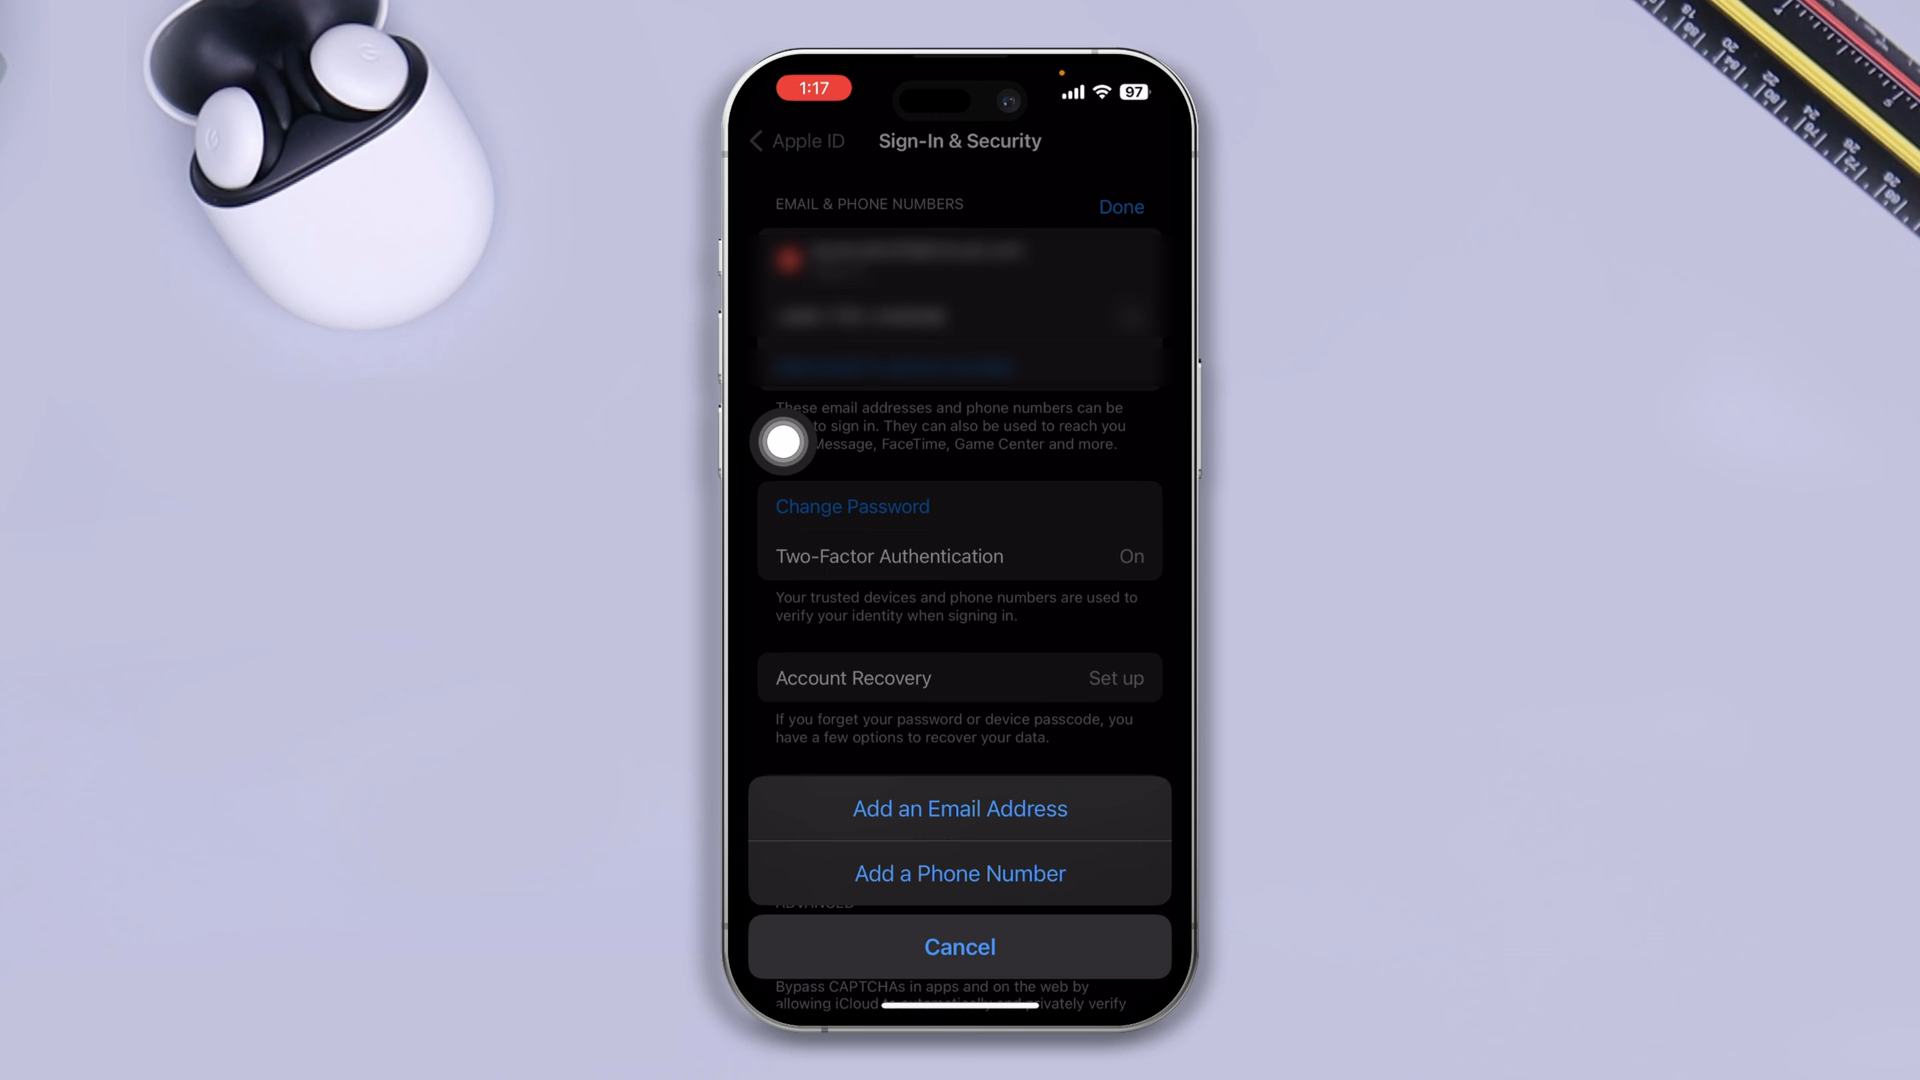 1:17
97
Apple ID
Sign-In & Security
EMAIL & PHONE NUMBERS
Done
These email addresses and phone numbers can be
to sign in. They can also be used to reach you
Message, FaceTime, Game Center and more.
Change Password
Two-Factor Authentication
On
Your trusted devices and phone numbers are used to
verify your identity when signing in.
Account Recovery
Set up
If you forget your password or device passcode, you
have a few options to recover your data.
Add an Email Address
Add a Phone Number
ADVANCED
Cancel
Bypass CAPTCHAs in apps and on the web by
allowing iCloud to automatically and privately verify